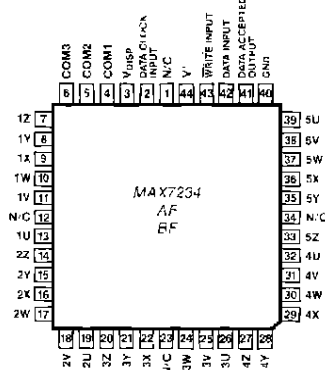 COM3
COM2
COM1
VDISP
DATA CLOCK INPUT
N/C
V+
WRITE INPUT
DATA INPUT
DATA ACCEPTED OUTPUT
GND
6 5 4 3 2 1 44 43 42 41 40
1Z 7
1Y 8
1X 9
1W 10
1V 11
N/C 12
1U 13
2Z 14
2Y 15
2X 16
2W 17
MAX7234
AF
BF
39 5U
38 5V
37 5W
36 5X
35 5Y
34 N/C
33 5Z
32 4U
31 4V
30 4W
29 4X
18 19 20 21 22 23 24 25 26 27 28
2V
2U
3Z
3Y
3X
N/C
3W
3V
3U
4Z
4Y